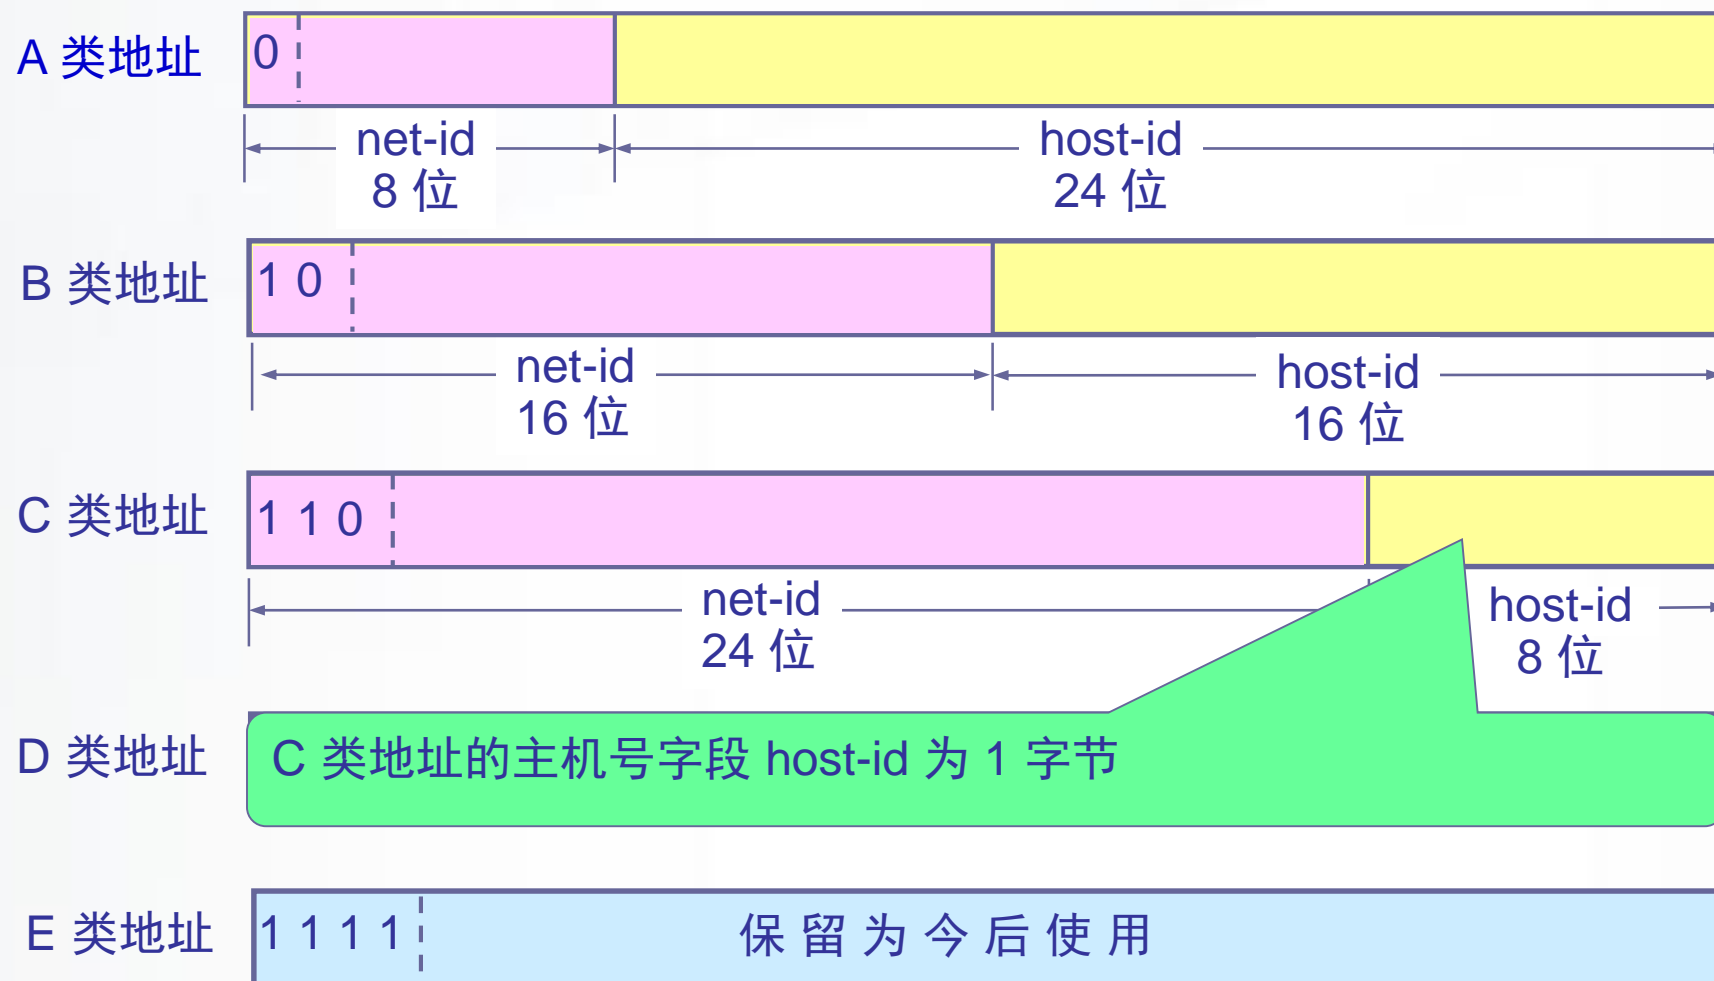 A 类地址
0
net-id
8 位
host-id
24 位
B 类地址
1 0
net-id
16 位
host-id
16 位
C 类地址
1 1 0
net-id
24 位
host-id
8 位
D 类地址
C 类地址的主机号字段 host-id 为 1 字节
E 类地址
1 1 1 1
保 留 为 今 后 使 用